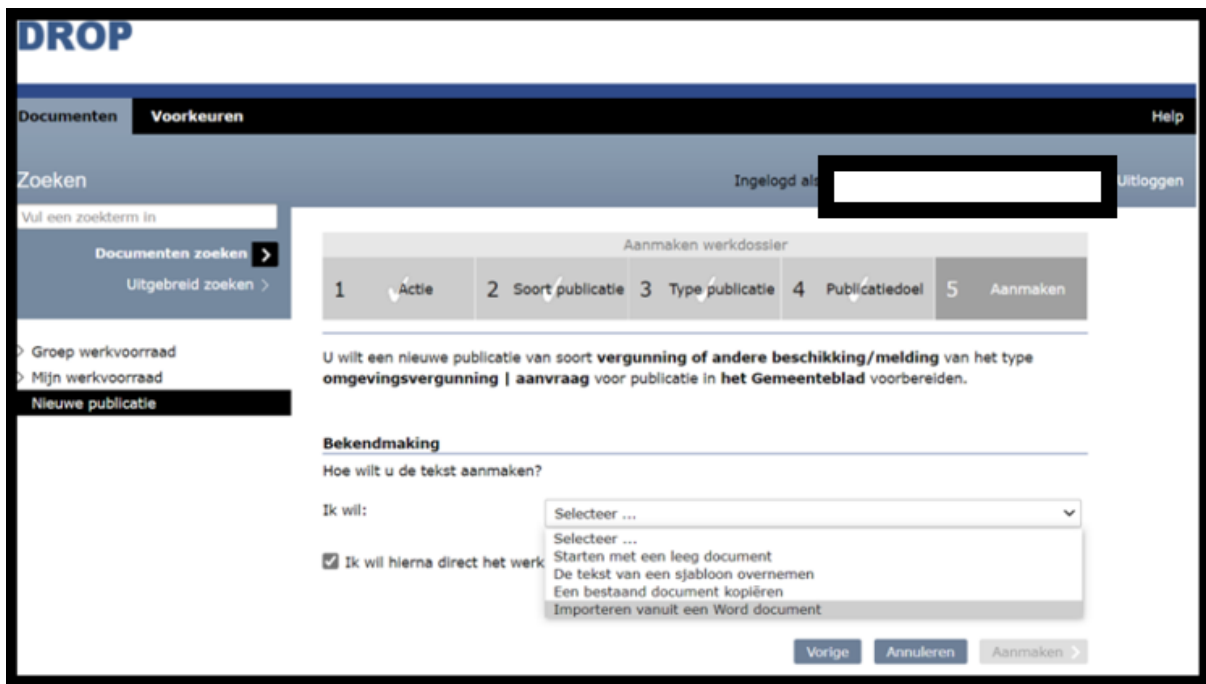 DROP
Documenten Voorkeuren Help
Zoeken
Ingelogd als Uitloggen
Vul een zoekterm in
Documenten zoeken
Uitgebreid zoeken
Groep werkvoorraad
Mijn werkvoorraad
Nieuwe publicatie
Aanmaken werkdossier
1 Actie 2 Soort publicatie 3 Type publicatie 4 Publicatiedoel 5 Aanmaken
U wilt een nieuwe publicatie van soort vergunning of andere beschikking/melding van het type
omgevingsvergunning | aanvraag voor publicatie in het Gemeenteblad voorbereiden.
Bekendmaking
Hoe wilt u de tekst aanmaken?
Ik wil: Selecteer ...
Selecteer ...
Starten met een leeg document
De tekst van een sjabloon overnemen
Een bestaand document kopiëren
Importeren vanuit een Word document
Ik wil hierna direct het werk
Vorige Annuleren Aanmaken